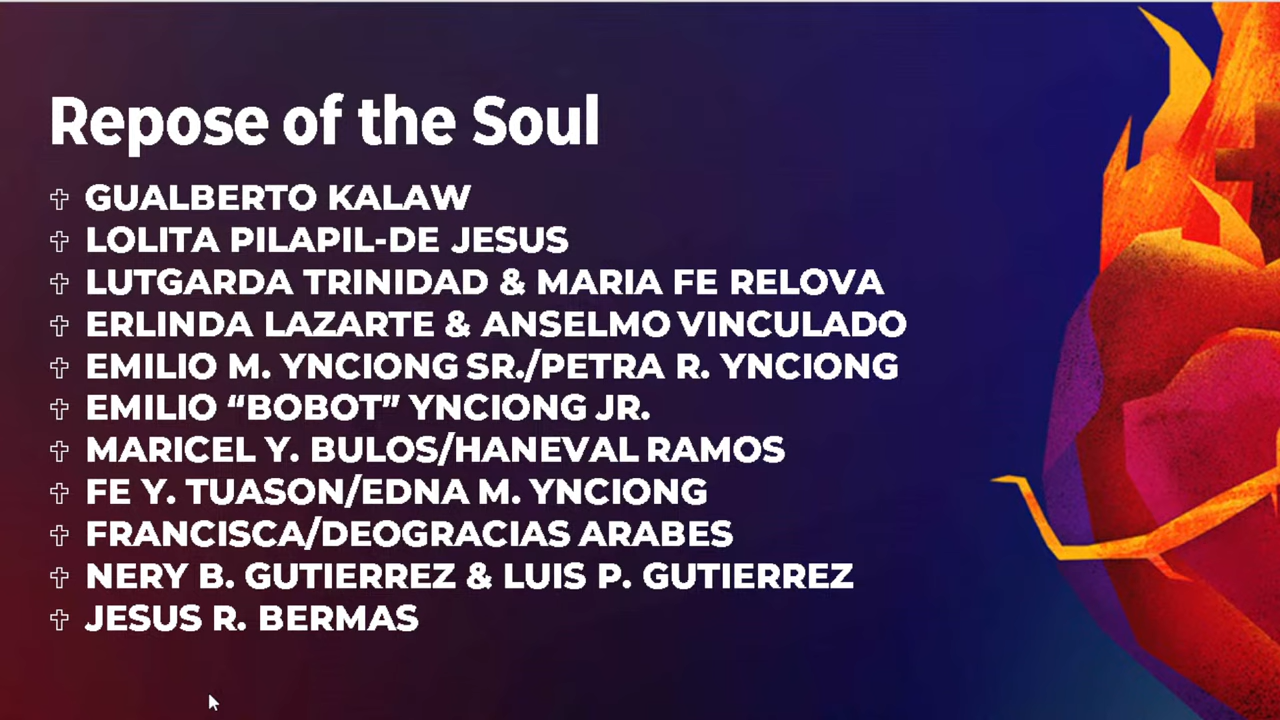 Repose of the Soul
GUALBERTO KALAW
LOLITA PILAPIL-DE JESUS
LUTGARDA TRINIDAD & MARIA FE RELOVA
ERLINDA LAZARTE & ANSELMO VINCULADO
EMILIO M. YNCIONG SR./PETRA R. YNCIONG
EMILIO “BOBOT” YNCIONG JR.
MARICEL Y. BULOS/HANEVAL RAMOS
FE Y. TUASON/EDNA M. YNCIONG
FRANCISCA/DEOGRACIAS ARABES
NERY B. GUTIERREZ & LUIS P. GUTIERREZ
JESUS R. BERMAS